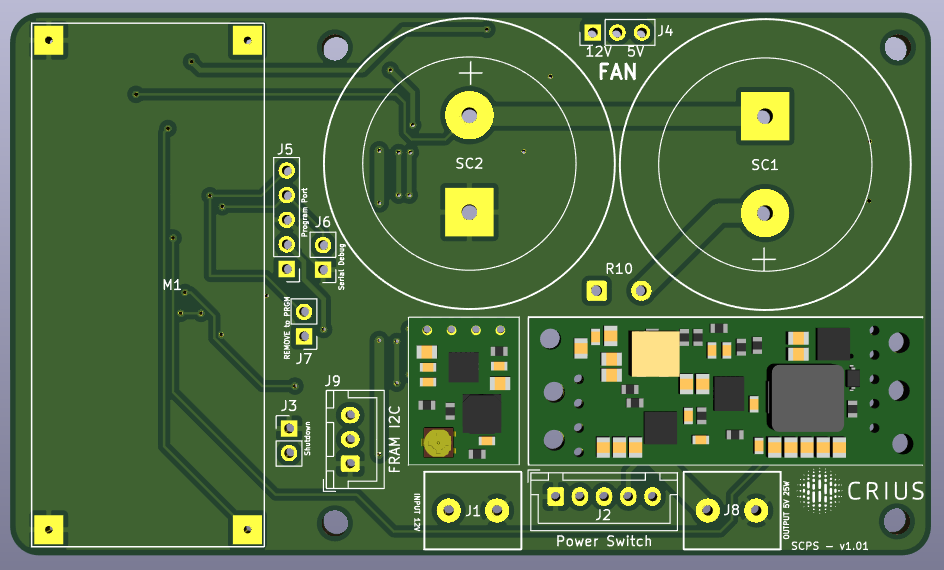 J4
12V 5V
FAN
J5
SC2
SC1
Program Port
J6
Serial Debug
R10
M1
REMOVE to PRGM
J7
J9
J3
Shutdown
FRAM I2C
INPUT 12V
J1
J2
J8
OUTPUT 5V 25W
CRIUS
Power Switch
SCPS - v1.01